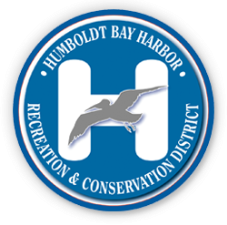 • HUMBOLDT BAY HARBOR •
RECREATION & CONSERVATION DISTRICT
H